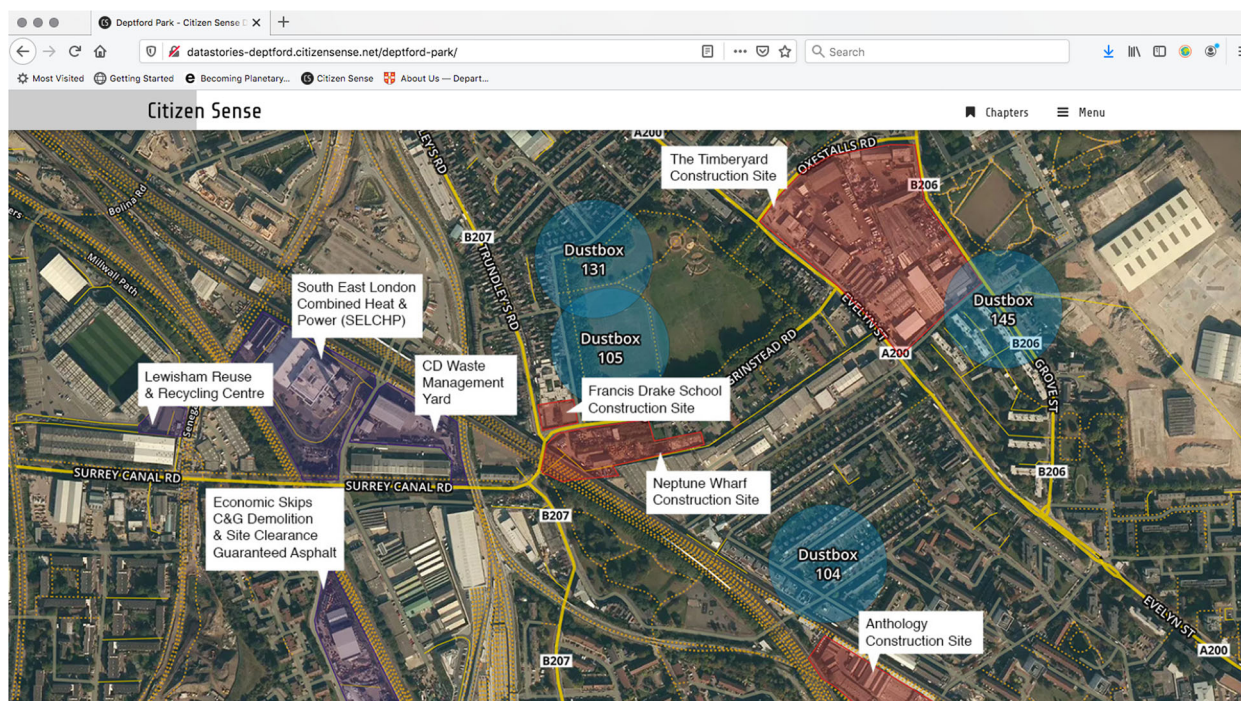 Deptford Park - Citizen Sense D
datastories-deptford.citizensense.net/deptford-park/
Search
Most Visited
Getting Started
Becoming Planetary...
Citizen Sense
About Us — Depart...
Citizen Sense
Chapters
Menu
A200
OXESTALLS RD
The Timberyard
Construction Site
B206
Bolina Rd
B207
TRUNDLEY'S RD
Dustbox
131
Millwall Path
South East London
Combined Heat &
Power (SELCHP)
Dustbox
145
EVELYN ST
Dustbox
105
B206
A200
GRINSTEAD RD
CD Waste
Management
Yard
Lewisham Reuse
& Recycling Centre
GROVE ST
Francis Drake School
Construction Site
Senega
SURREY CANAL RD
B206
Neptune Wharf
Construction Site
SURREY CANAL RD
Economic Skips
C&G Demolition
& Site Clearance
Guaranteed Asphalt
B207
Dustbox
104
EVELYN ST
Anthology
Construction Site
A200
B207